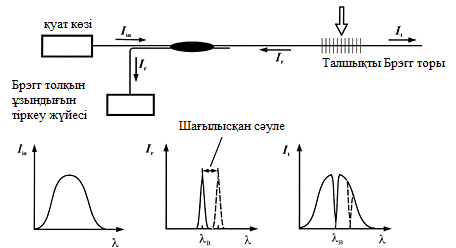 қуат көзі
I_in
I_t
I_r
I_r
Талшықты Брэгг торы
Брэгг толқын
ұзындығын
тіркеу жүйесі
Шағылысқан сәуле
I_in
I_r
I_t
λ
λ_B
λ
λ_B
λ